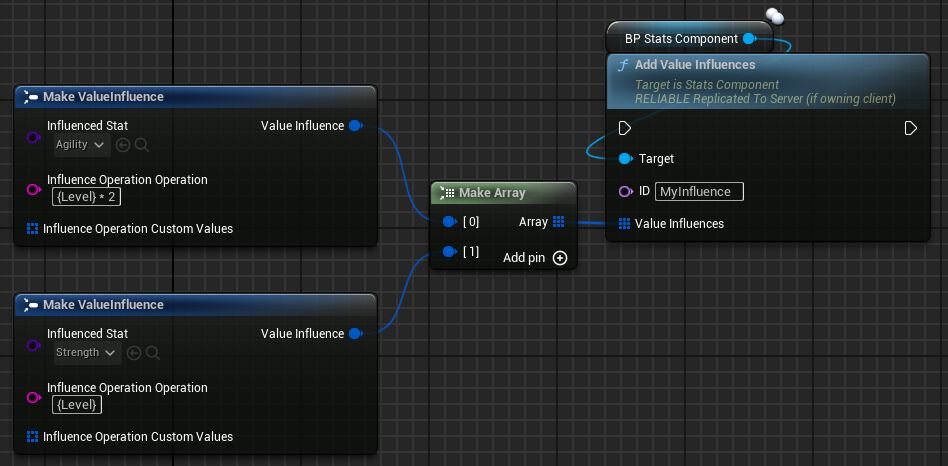 Make ValueInfluence
Influenced Stat
Value Influence
Agility
Influence Operation Operation
{Level} * 2
Influence Operation Custom Values
Make ValueInfluence
Influenced Stat
Value Influence
Strength
Influence Operation Operation
{Level}
Influence Operation Custom Values
Make Array
[ 0]
Array
[ 1]
Add pin
BP Stats Component
f Add Value Influences
Target is Stats Component
RELIABLE Replicated To Server (if owning client)
Target
ID MyInfluence
Value Influences